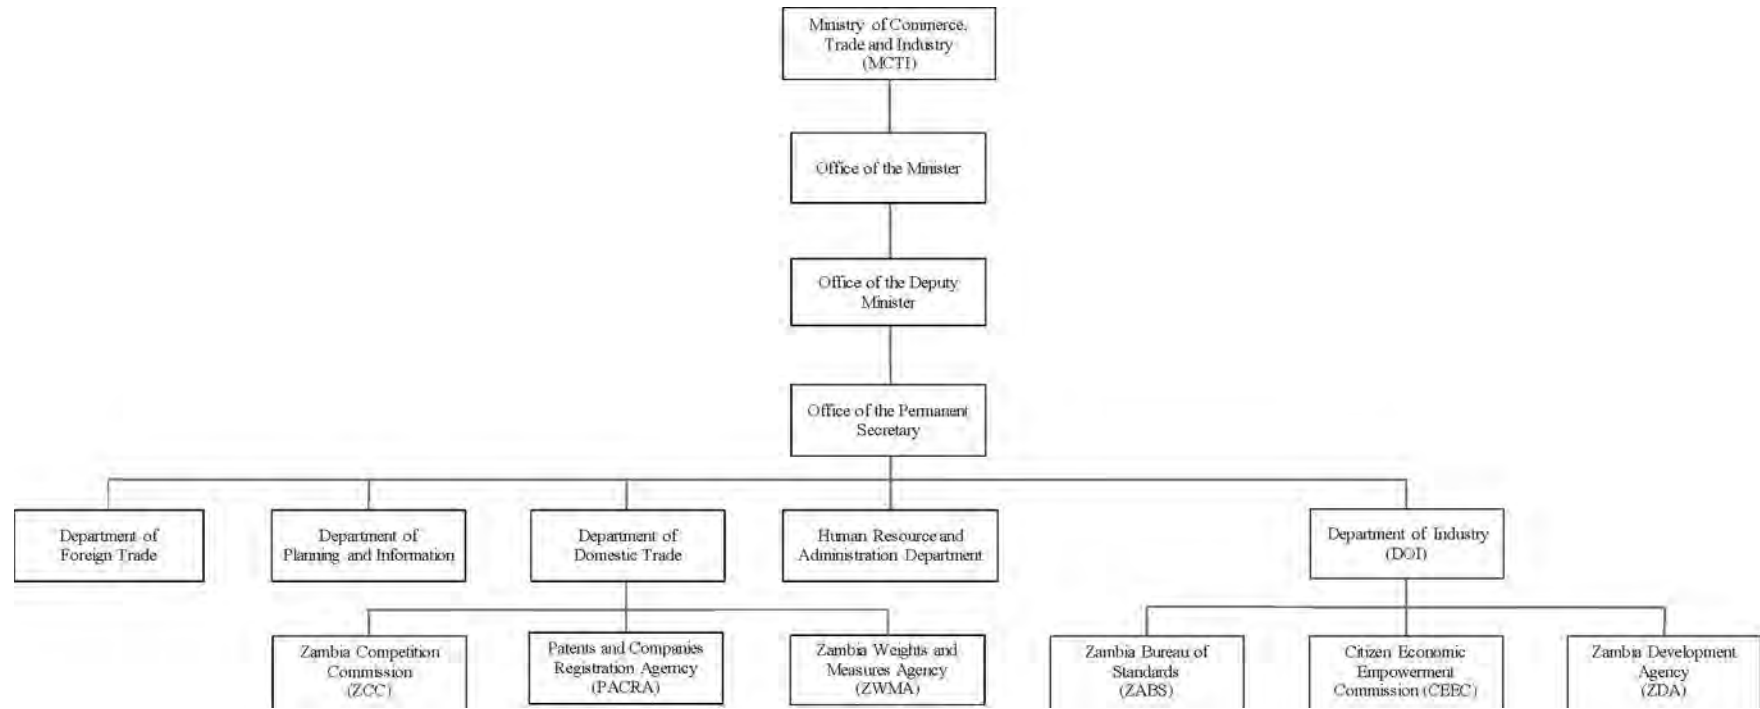 Ministry of Commerce,
Trade and Industry
(MCTI)
Office of the Minister
Office of the Deputy
Minister
Office of the Permanent
Secretary
Department of
Foreign Trade
Department of
Planning and Information
Department of
Domestic Trade
Human Resource and
Administration Department
Department of Industry
(DOI)
Zambia Competition
Commission
(ZCC)
Patents and Companies
Registration Agency
(PACRA)
Zambia Weights and
Measures Agency
(ZWMA)
Zambia Bureau of
Standards
(ZABS)
Citizen Economic
Empowerment
Commission (CEEC)
Zambia Development
Agency
(ZDA)